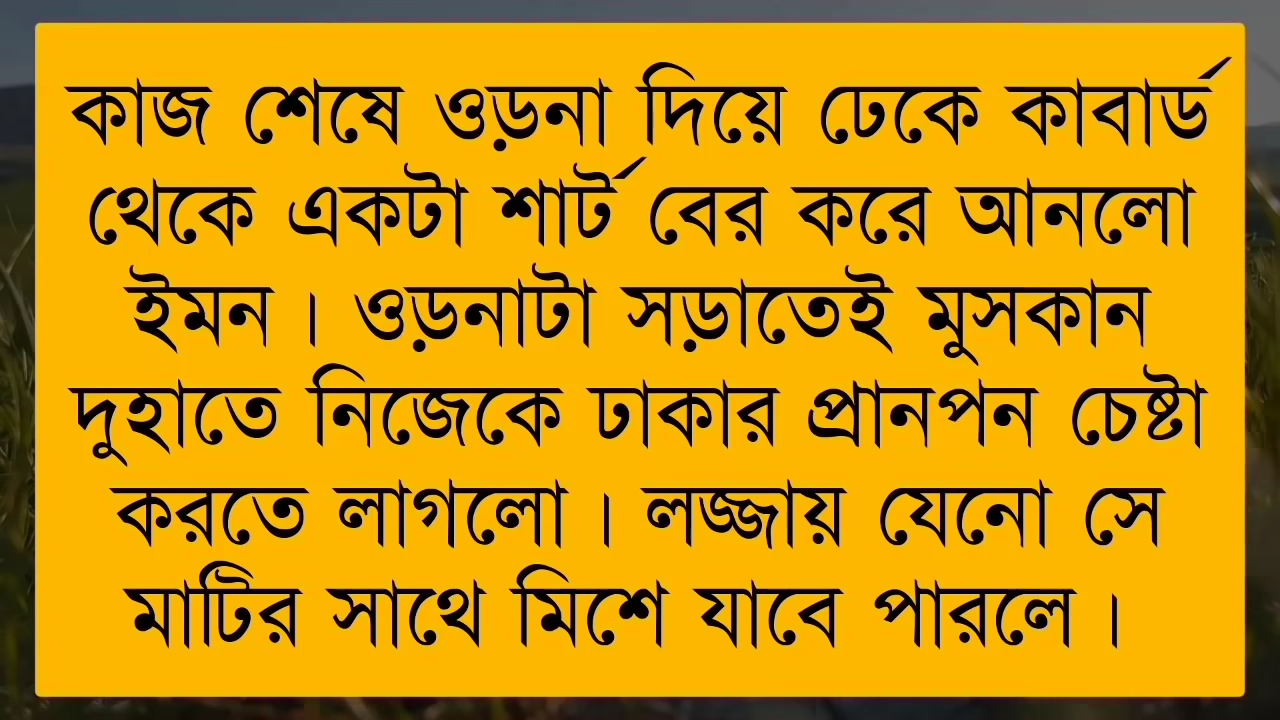 কাজ শেষে ওড়না দিয়ে ঢেকে কাবার্ড
থেকে একটা শার্ট বের করে আনলো
ইমন। ওড়নাটা সড়াতেই মুসকান
দুহাতে নিজেকে ঢাকার প্রানপন চেষ্টা
করতে লাগলো। লজ্জায় যেনো সে
মাটির সাথে মিশে যাবে পারলে।